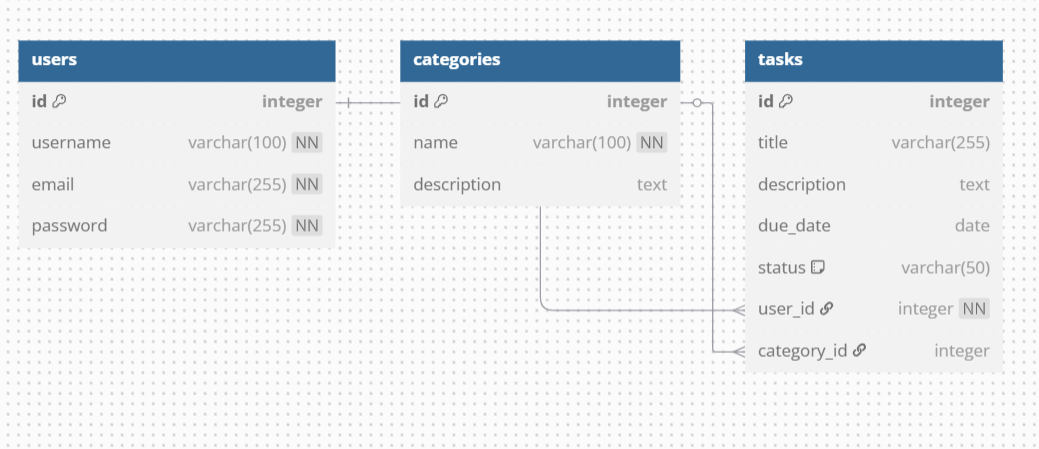 users
id integer
username varchar(100) NN
email varchar(255) NN
password varchar(255) NN
categories
id integer
name varchar(100) NN
description text
tasks
id integer
title varchar(255)
description text
due_date date
status varchar(50)
user_id integer NN
category_id integer